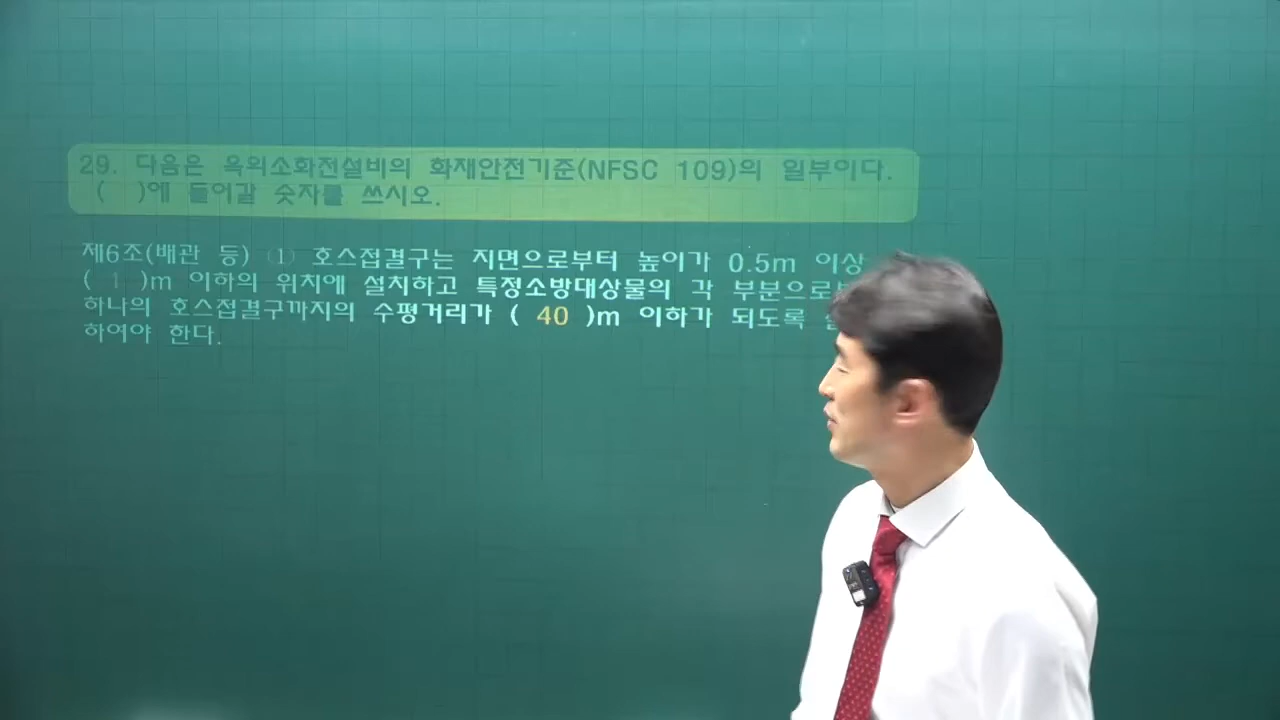 29. 다음은 옥외소화전설비의 화재안전기준(NFSC 109)의 일부이다.
( )에 들어갈 숫자를 쓰시오.
제6조(배관 등) ① 호스접결구는 지면으로부터 높이가 0.5m 이상
( 1 )m 이하의 위치에 설치하고 특정소방대상물의 각 부분으로부
하나의 호스접결구까지의 수평거리가 ( 40 )m 이하가 되도록
하여야 한다.